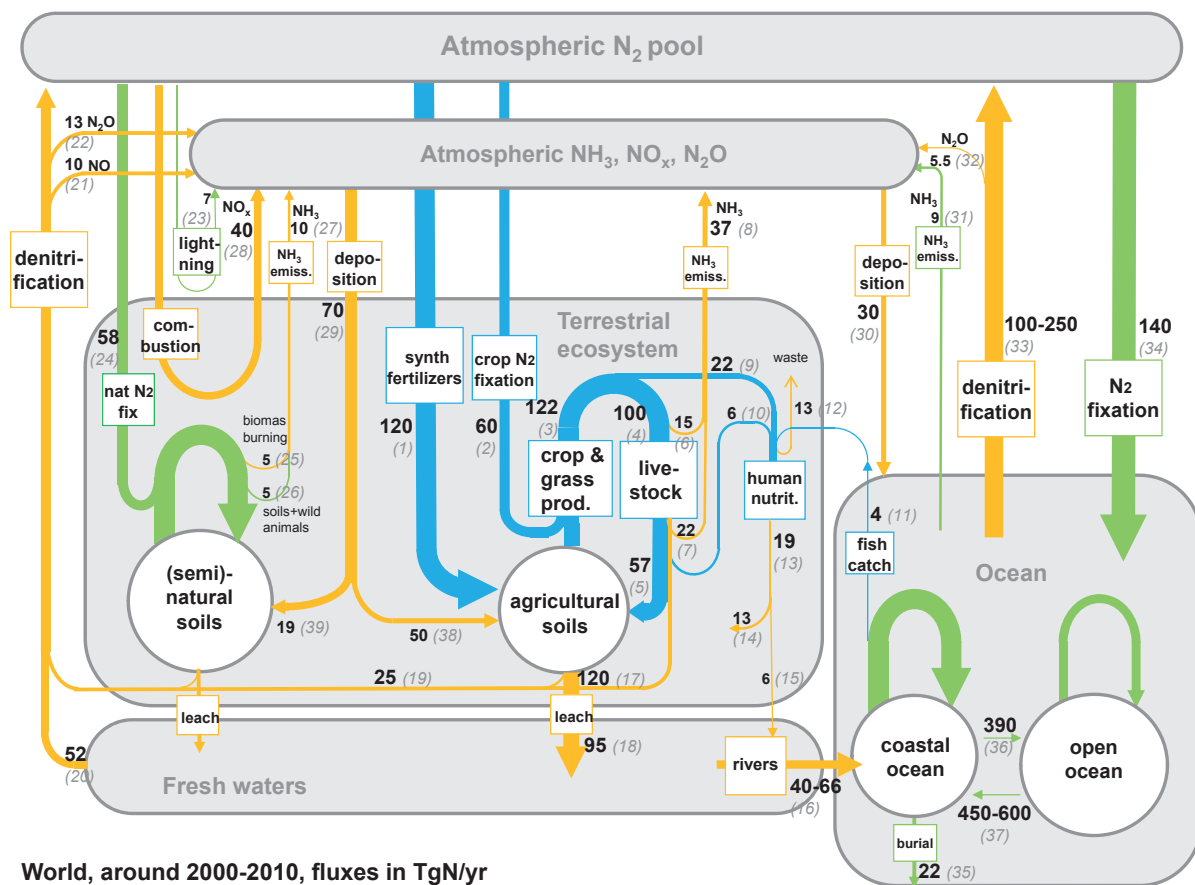 Atmospheric N2 pool
13 N2O
(22)
10 NO
(21)
Atmospheric NH3, NOx, N2O
N2O
5.5 (32)
7
(23)
NOx
40
(28)
NH3
10 (27)
NH3
37 (8)
NH3
9 (31)
denitri-
fication
light-
ning
NH3
emiss.
depo-
sition
NH3
emiss.
depo-
sition
NH3
emiss.
70
(29)
30
(30)
58
(24)
com-
bustion
Terrestrial
ecosystem
synth
fertilizers
crop N2
fixation
22 (9)
waste
100-250
(33)
140
(34)
nat N2
fix
denitri-
fication
N2
fixation
120
(1)
60
(2)
122
(3)
100
(4)
15
(6)
6 (10)
13 (12)
biomas
burning
5 (25)
5 (26)
soils+wild
animals
crop &
grass
prod.
live-
stock
human
nutrit.
22
(7)
19
(13)
4 (11)
fish
catch
57
(5)
Ocean
(semi)-
natural
soils
agricultural
soils
19 (39)
50 (38)
13
(14)
25 (19)
120 (17)
6 (15)
leach
leach
52
(20)
95 (18)
Fresh waters
rivers
40-66
(16)
coastal
ocean
390
(36)
open
ocean
450-600
(37)
burial
22 (35)
World, around 2000-2010, fluxes in TgN/yr